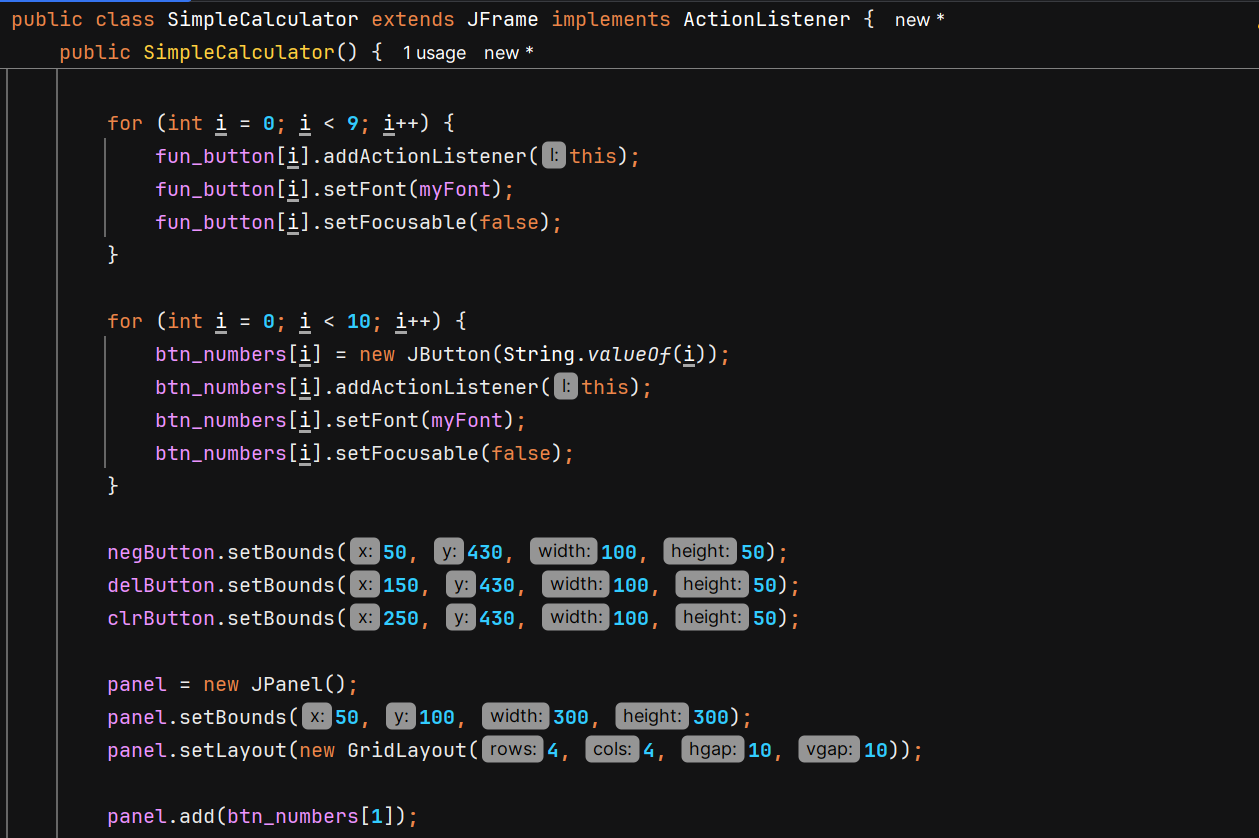 public class SimpleCalculator extends JFrame implements ActionListener { new *
public SimpleCalculator() { 1 usage new *
for (int i = 0; i < 9; i++) {
fun_button[i].addActionListener( l: this);
fun_button[i].setFont(myFont);
fun_button[i].setFocusable(false);
}
for (int i = 0; i < 10; i++) {
btn_numbers[i] = new JButton(String.valueOf(i));
btn_numbers[i].addActionListener( l: this);
btn_numbers[i].setFont(myFont);
btn_numbers[i].setFocusable(false);
}
negButton.setBounds( x: 50, y: 430, width: 100, height: 50);
delButton.setBounds( x: 150, y: 430, width: 100, height: 50);
clrButton.setBounds( x: 250, y: 430, width: 100, height: 50);
panel = new JPanel();
panel.setBounds( x: 50, y: 100, width: 300, height: 300);
panel.setLayout(new GridLayout( rows: 4, cols: 4, hgap: 10, vgap: 10));
panel.add(btn_numbers[1]);